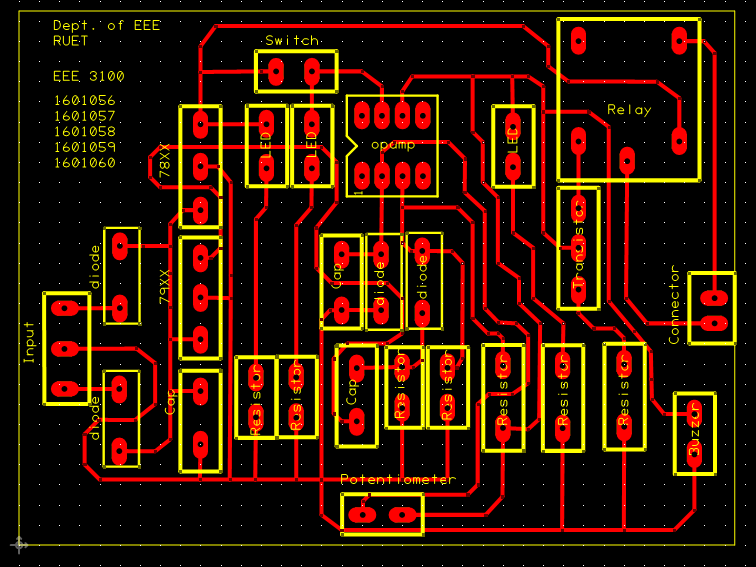 Dept. of EEE
RUET
EEE 3100
1601056
1601057
1601058
1601059
1601060
Switch
Relay
LED
LED
opamp
LED
78XX
1
Transistor
diode
79XX
Cap
diode
diode
Connector
Input
diode
Cap
Resistor
Resistor
Cap
Resistor
Resistor
Resistor
Resistor
Resistor
Buzzer
Potentiometer